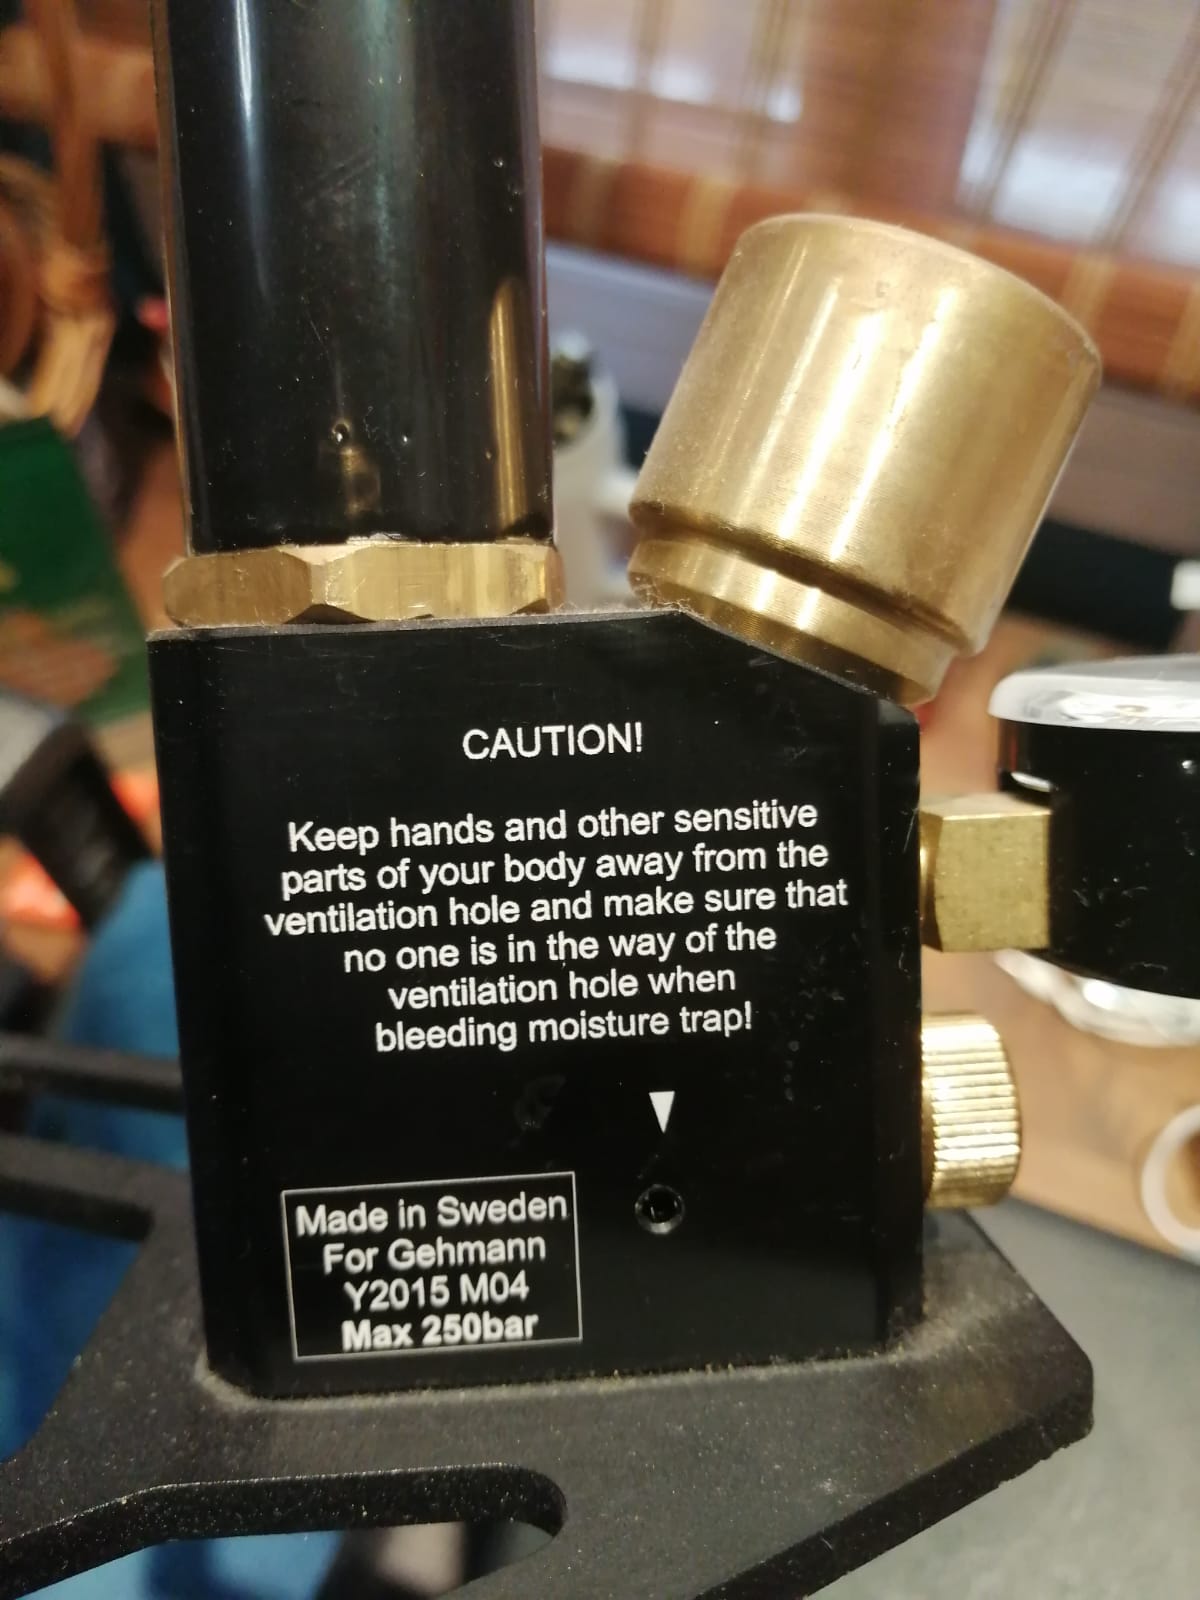 CAUTION!
Keep hands and other sensitive
parts of your body away from the
ventilation hole and make sure that
no one is in the way of the
ventilation hole when
bleeding moisture trap!
Made in Sweden
For Gehmann
Y2015 M04
Max 250bar